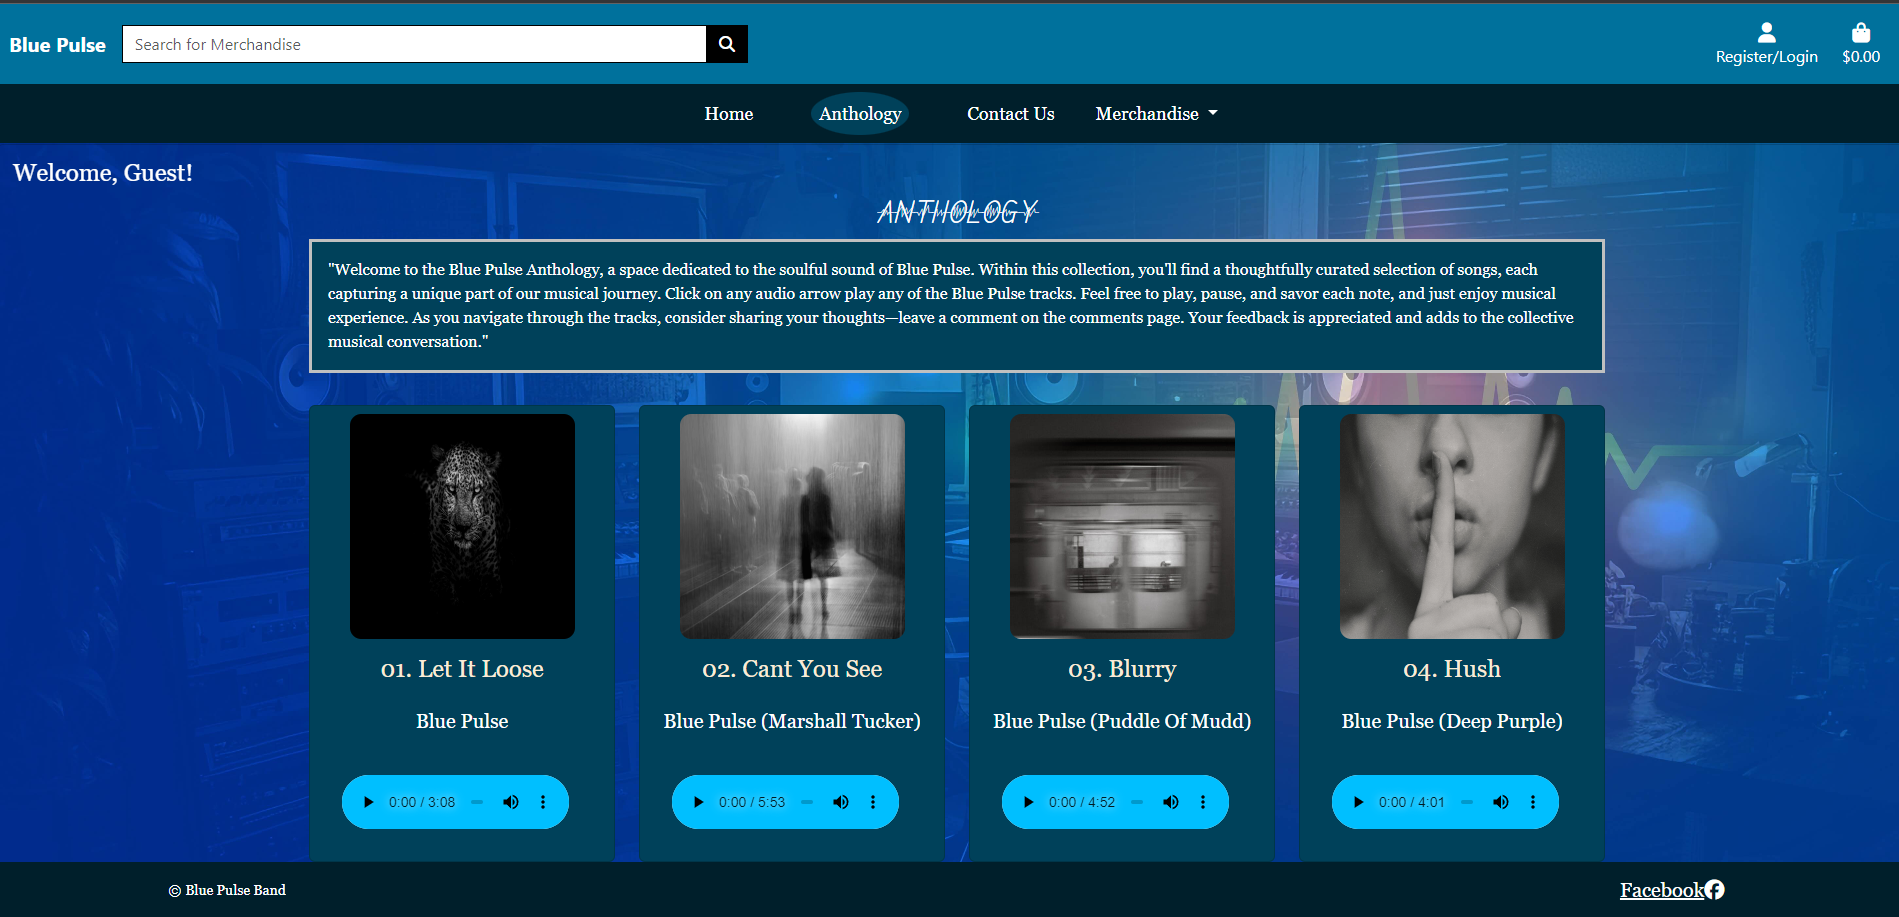 Blue Pulse
Search for Merchandise
Register/Login
$0.00
Home
Anthology
Contact Us
Merchandise
Welcome, Guest!
ANTHOLOGY
"Welcome to the Blue Pulse Anthology, a space dedicated to the soulful sound of Blue Pulse. Within this collection, you'll find a thoughtfully curated selection of songs, each
capturing a unique part of our musical journey. Click on any audio arrow play any of the Blue Pulse tracks. Feel free to play, pause, and savor each note, and just enjoy musical
experience. As you navigate through the tracks, consider sharing your thoughts—leave a comment on the comments page. Your feedback is appreciated and adds to the collective
musical conversation."
01. Let It Loose
Blue Pulse
0:00 / 3:08
02. Cant You See
Blue Pulse (Marshall Tucker)
0:00 / 5:53
03. Blurry
Blue Pulse (Puddle Of Mudd)
0:00 / 4:52
04. Hush
Blue Pulse (Deep Purple)
0:00 / 4:01
© Blue Pulse Band
Facebook